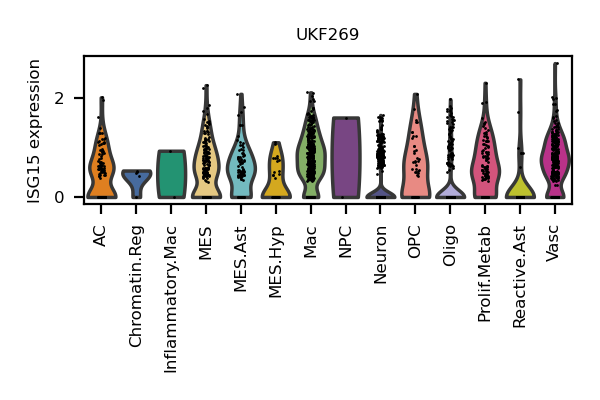 UKF269
ISG15 expression
2
0
AC
Chromatin.Reg
Inflammatory.Mac
MES
MES.Ast
MES.Hyp
Mac
NPC
Neuron
OPC
Oligo
Prolif.Metab
Reactive.Ast
Vasc